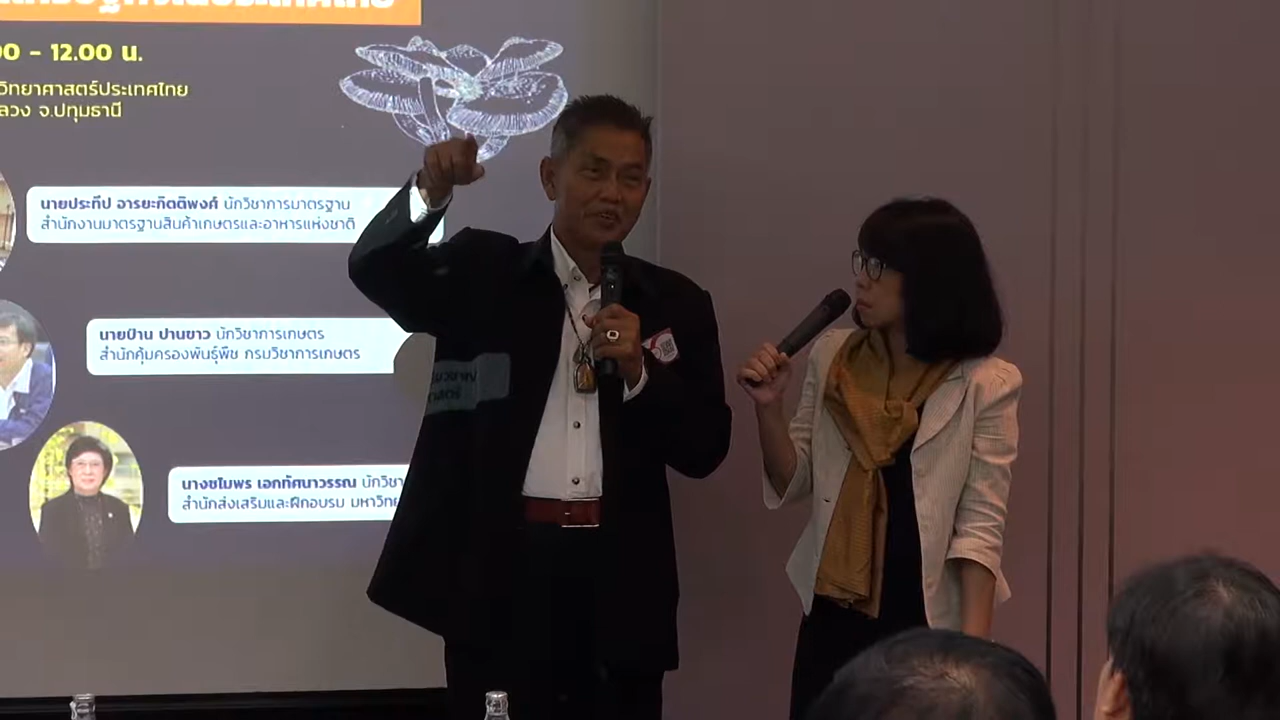 00 - 12.00 น.
วิทยาศาสตร์ประเทศไทย
ลวง จ.ปทุมธานี
นายประทีป อารยะกิตติพงศ์ นักวิชาการมาตรฐาน
สำนักงานมาตรฐานสินค้าเกษตรและอาหารแห่งชาติ
นายป่าน ปานขาว นักวิชาการเกษตร
สำนักคุ้มครองพันธุ์พืช กรมวิชาการเกษตร
นางชไมพร เอกทัศนาวรรณ นักวิชา
สำนักส่งเสริมและฝึกอบรม มหาวิทย